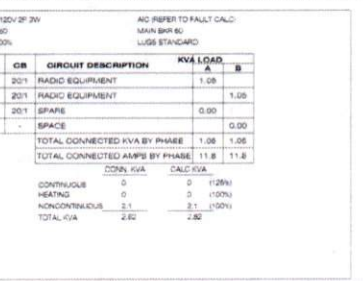 120V 2P 3W AIC (REFER TO FAULT CALC)
60 MAIN BKR 60
00% LUGS STANDARD
CB CIRCUIT DESCRIPTION KVA LOAD
A B
20/1 RADIO EQUIPMENT 1.06
20/1 RADIO EQUIPMENT 1.06
20/1 SPARE 0.00
- SPACE 0.00
TOTAL CONNECTED KVA BY PHASE 1.06 1.06
TOTAL CONNECTED AMPS BY PHASE 11.8 11.8
CONN. KVA CALC KVA
CONTINUOUS 0 0 (125%)
HEATING 0 0 (100%)
NONCONTINUOUS 2.1 2.1 (100%)
TOTAL KVA 2.82 2.82